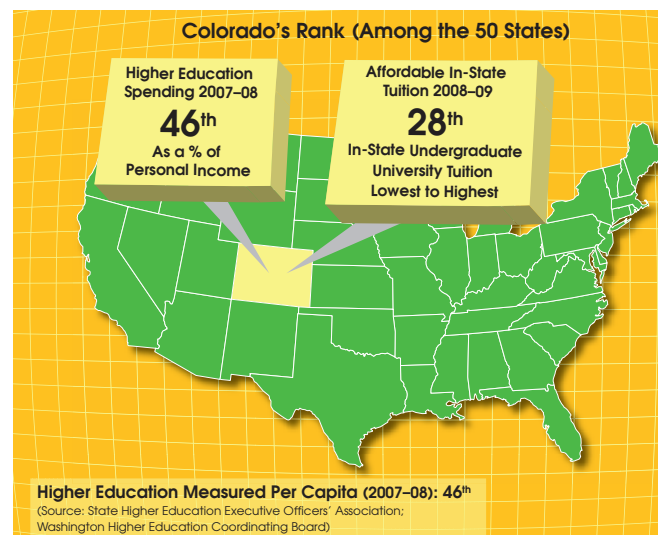 Colorado’s Rank (Among the 50 States)
Higher Education
Spending 2007–08
46th
As a % of
Personal Income
Affordable In-State
Tuition 2008–09
28th
In-State Undergraduate
University Tuition
Lowest to Highest
Higher Education Measured Per Capita (2007–08): 46th
(Source: State Higher Education Executive Officers’ Association;
Washington Higher Education Coordinating Board)